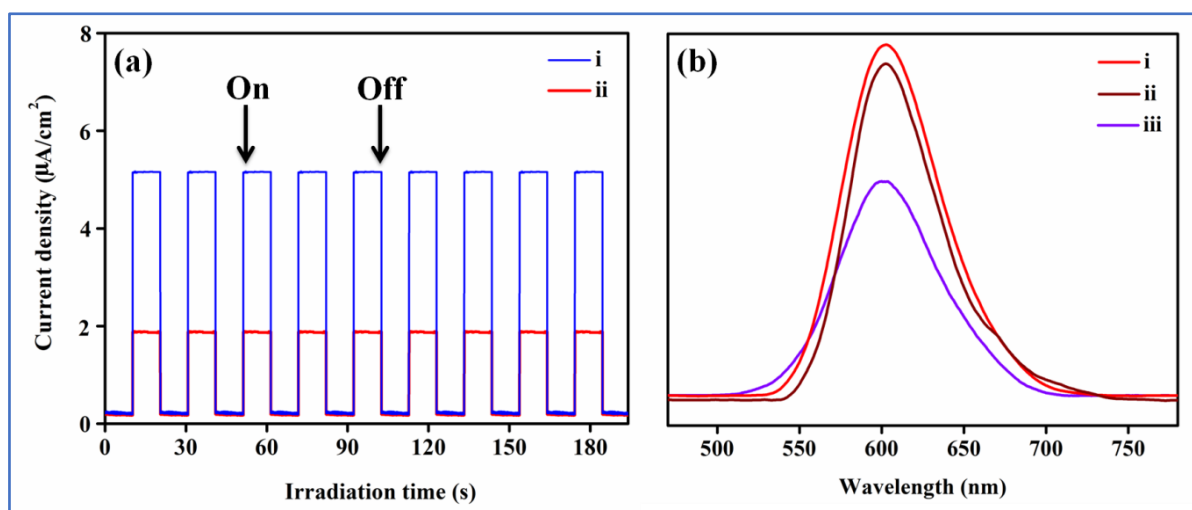 (a)
On
Off
i
ii
8
6
4
2
0
Current density (µA/cm²)
0 30 60 90 120 150 180
Irradiation time (s)
(b)
i
ii
iii
500 550 600 650 700 750
Wavelength (nm)